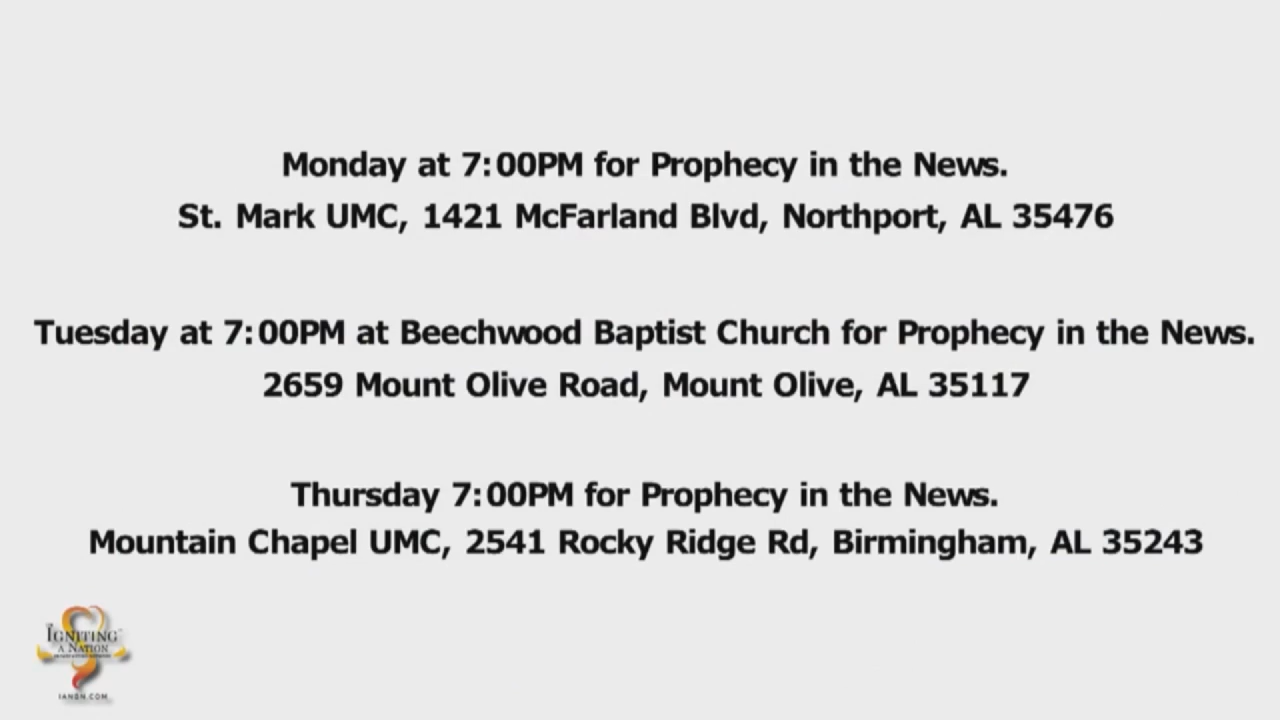 Monday at 7:00PM for Prophecy in the News.
St. Mark UMC, 1421 McFarland Blvd, Northport, AL 35476
Tuesday at 7:00PM at Beechwood Baptist Church for Prophecy in the News.
2659 Mount Olive Road, Mount Olive, AL 35117
Thursday 7:00PM for Prophecy in the News.
Mountain Chapel UMC, 2541 Rocky Ridge Rd, Birmingham, AL 35243
IGNITING
A NATION
IANBN.COM